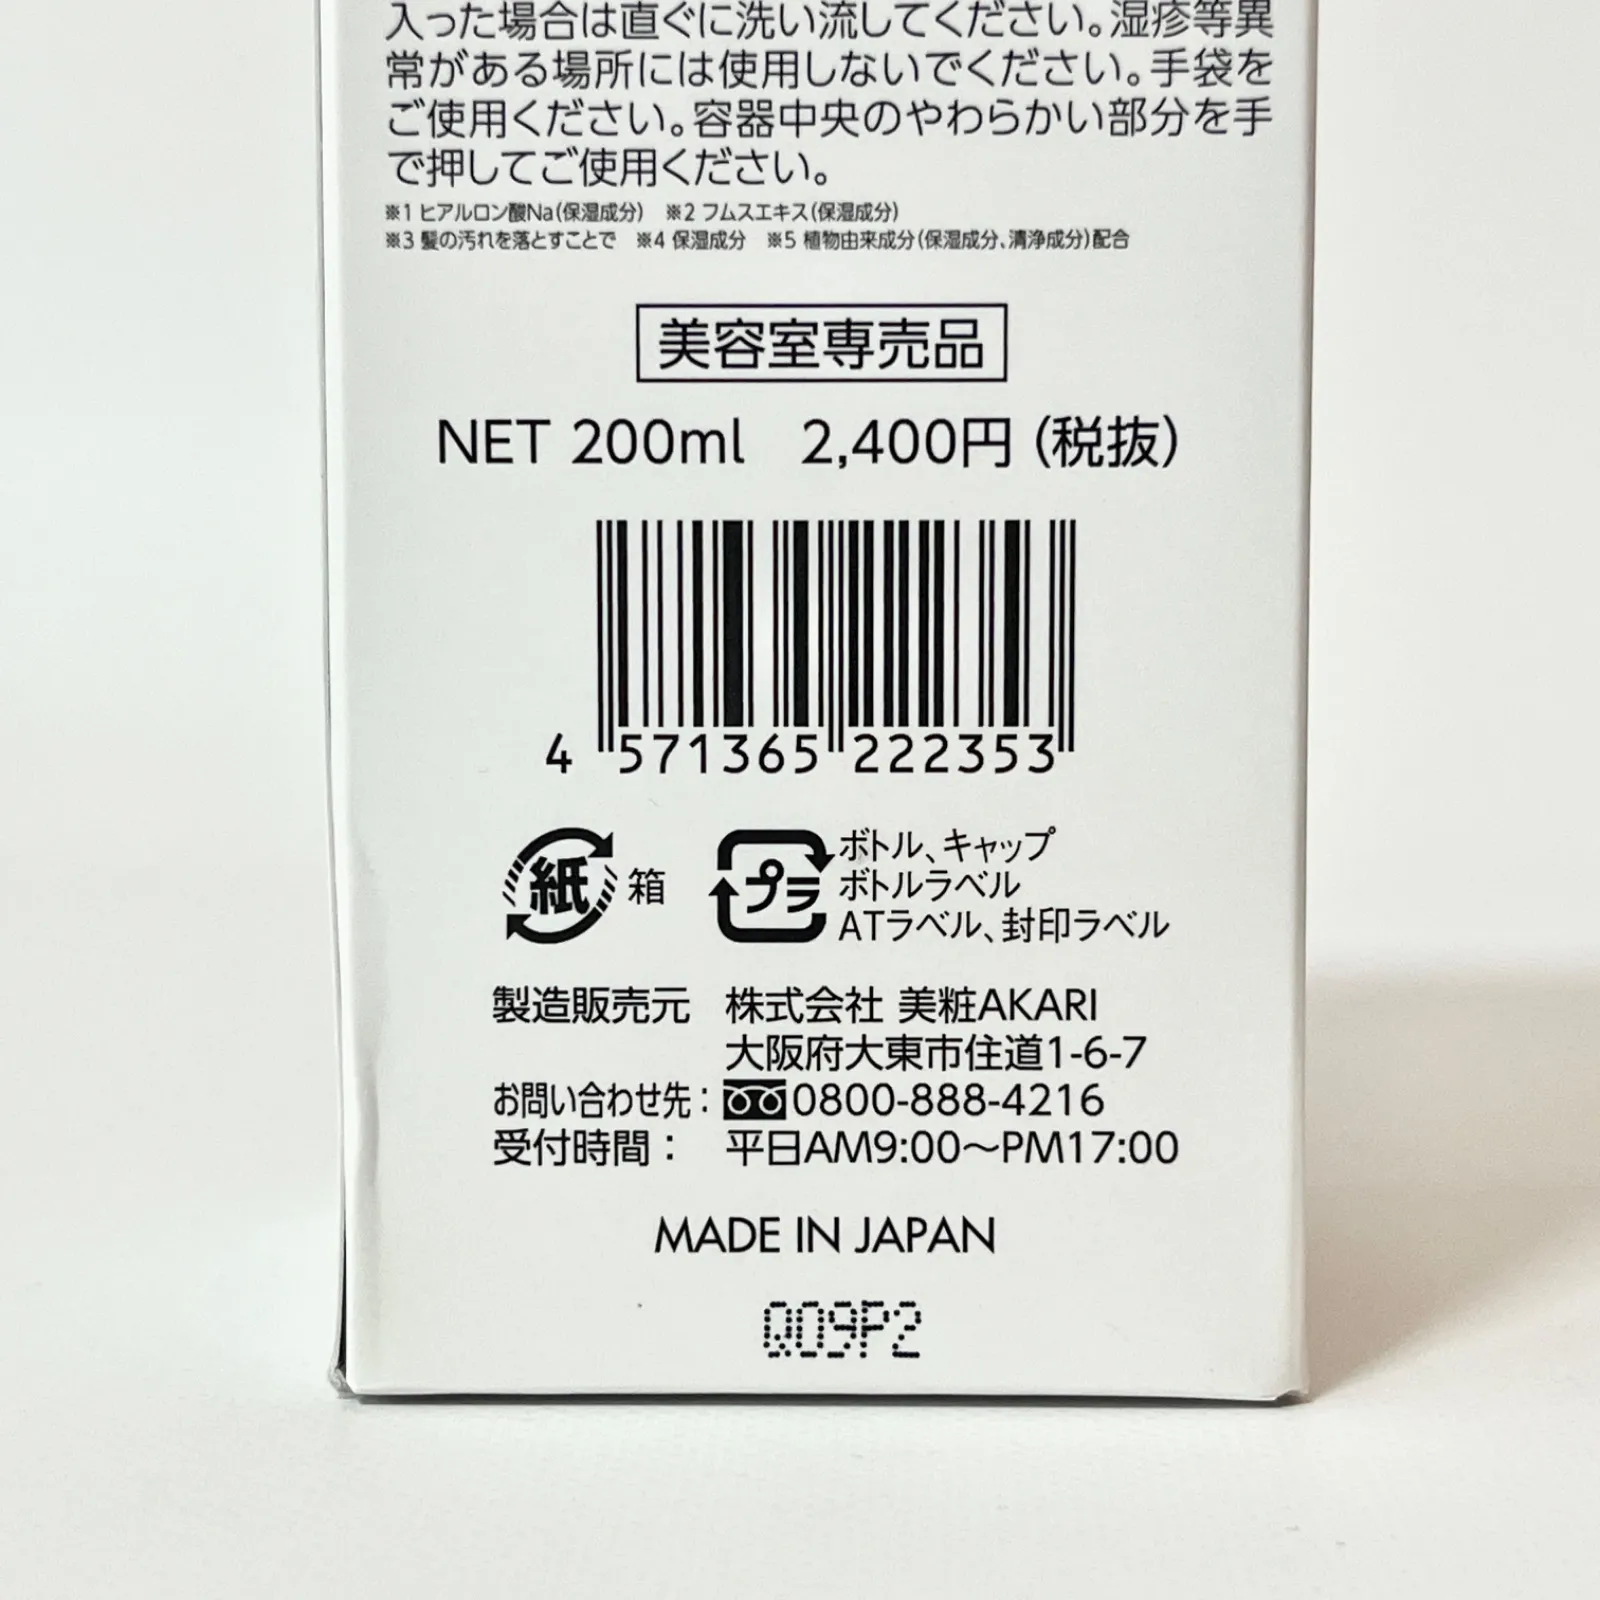 入った場合は直ぐに洗い流してください。湿疹等異
常がある場所には使用しないでください。手袋を
ご使用ください。容器中央のやわらかい部分を手
で押してご使用ください。
※1 ヒアルロン酸Na(保湿成分) ※2 フムスエキス(保湿成分)
※3 髪の汚れを落とすことで ※4 保湿成分 ※5 植物由来成分(保湿成分、清浄成分)配合
美容室専売品
NET 200ml 2,400円(税抜)
4 571365 222353
紙 箱
プラ ボトル、キャップ
ボトルラベル
ATラベル、封印ラベル
製造販売元 株式会社 美粧AKARI
大阪府大東市住道1-6-7
お問い合わせ先: 0800-888-4216
受付時間: 平日AM9:00〜PM17:00
MADE IN JAPAN
Q09P2